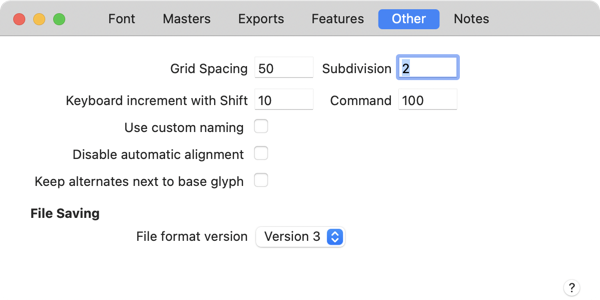 Font Masters Exports Features Other Notes
Grid Spacing 50 Subdivision 2
Keyboard increment with Shift 10 Command 100
Use custom naming
Disable automatic alignment
Keep alternates next to base glyph
File Saving
File format version Version 3
?